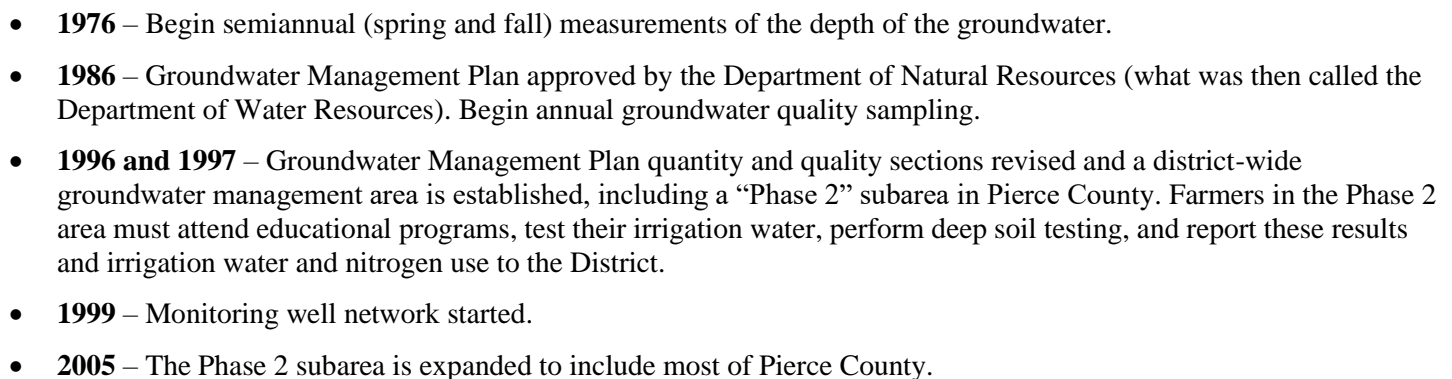 • 1976 – Begin semiannual (spring and fall) measurements of the depth of the groundwater.
• 1986 – Groundwater Management Plan approved by the Department of Natural Resources (what was then called the
Department of Water Resources). Begin annual groundwater quality sampling.
• 1996 and 1997 – Groundwater Management Plan quantity and quality sections revised and a district-wide
groundwater management area is established, including a “Phase 2” subarea in Pierce County. Farmers in the Phase 2
area must attend educational programs, test their irrigation water, perform deep soil testing, and report these results
and irrigation water and nitrogen use to the District.
• 1999 – Monitoring well network started.
• 2005 – The Phase 2 subarea is expanded to include most of Pierce County.